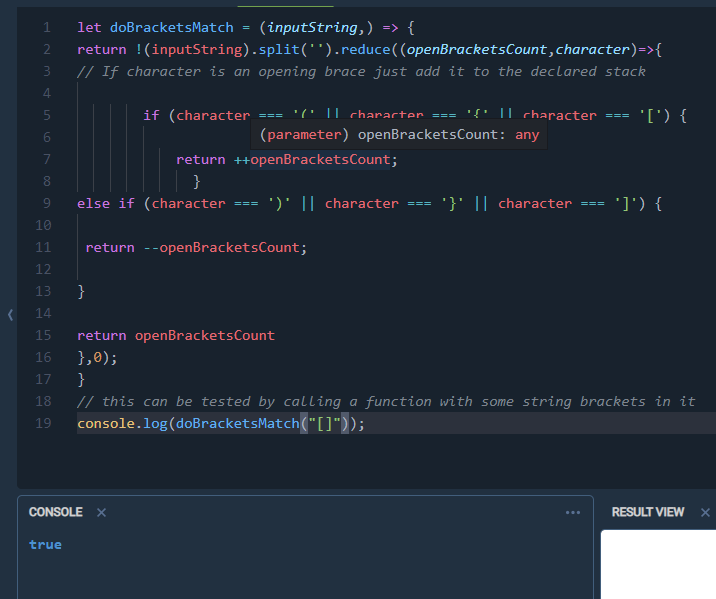 1 let doBracketsMatch = (inputString,) => {
2 return !(inputString).split('').reduce((openBracketsCount,character)=>{
3 // If character is an opening brace just add it to the declared stack
4
5 if (character === '(' || character === '{' || character === '[') {
6 (parameter) openBracketsCount: any
7 return ++openBracketsCount;
8 }
9 else if (character === ')' || character === '}' || character === ']') {
10
11 return --openBracketsCount;
12
13 }
14
15 return openBracketsCount
16 },0);
17 }
18 // this can be tested by calling a function with some string brackets in it
19 console.log(doBracketsMatch("[]"));
CONSOLE × ···
RESULT VIEW ×
true